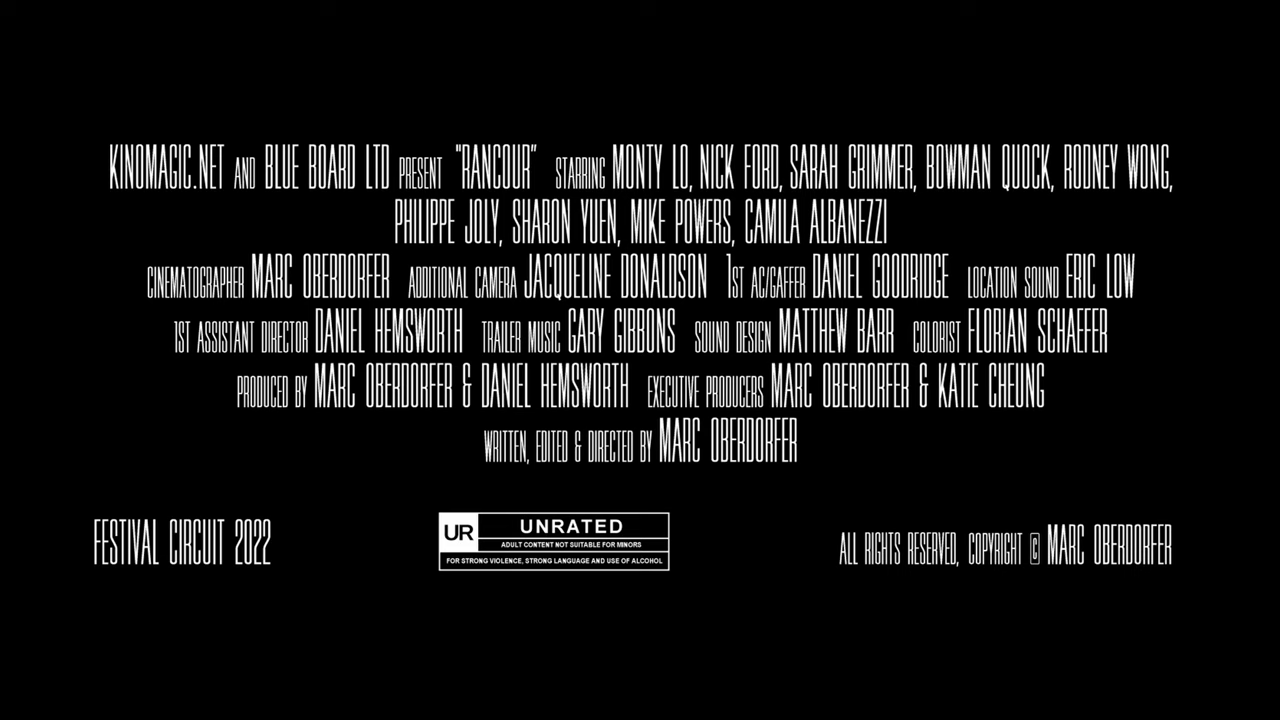 KINOMAGIC.NET AND BLUE BOARD LTD PRESENT "RANCOUR" STARRING MONTY LO, NICK FORD, SARAH GRIMMER, BOWMAN QUOCK, RODNEY WONG,
PHILIPPE JOLY, SHARON YUEN, MIKE POWERS, CAMILA ALBANEZZI
CINEMATOGRAPHER MARC OBERDORFER ADDITIONAL CAMERA JACQUELINE DONALDSON 1ST AC/GAFFER DANIEL GOODRIDGE LOCATION SOUND ERIC LOW
1ST ASSISTANT DIRECTOR DANIEL HEMSWORTH TRAILER MUSIC GARY GIBBONS SOUND DESIGN MATTHEW BARR COLORIST FLORIAN SCHAEFER
PRODUCED BY MARC OBERDORFER & DANIEL HEMSWORTH EXECUTIVE PRODUCERS MARC OBERDORFER & KATIE CHEUNG
WRITTEN, EDITED & DIRECTED BY MARC OBERDORFER
FESTIVAL CIRCUIT 2022
UR UNRATED
ADULT CONTENT NOT SUITABLE FOR MINORS
FOR STRONG VIOLENCE, STRONG LANGUAGE AND USE OF ALCOHOL
ALL RIGHTS RESERVED, COPYRIGHT © MARC OBERDORFER